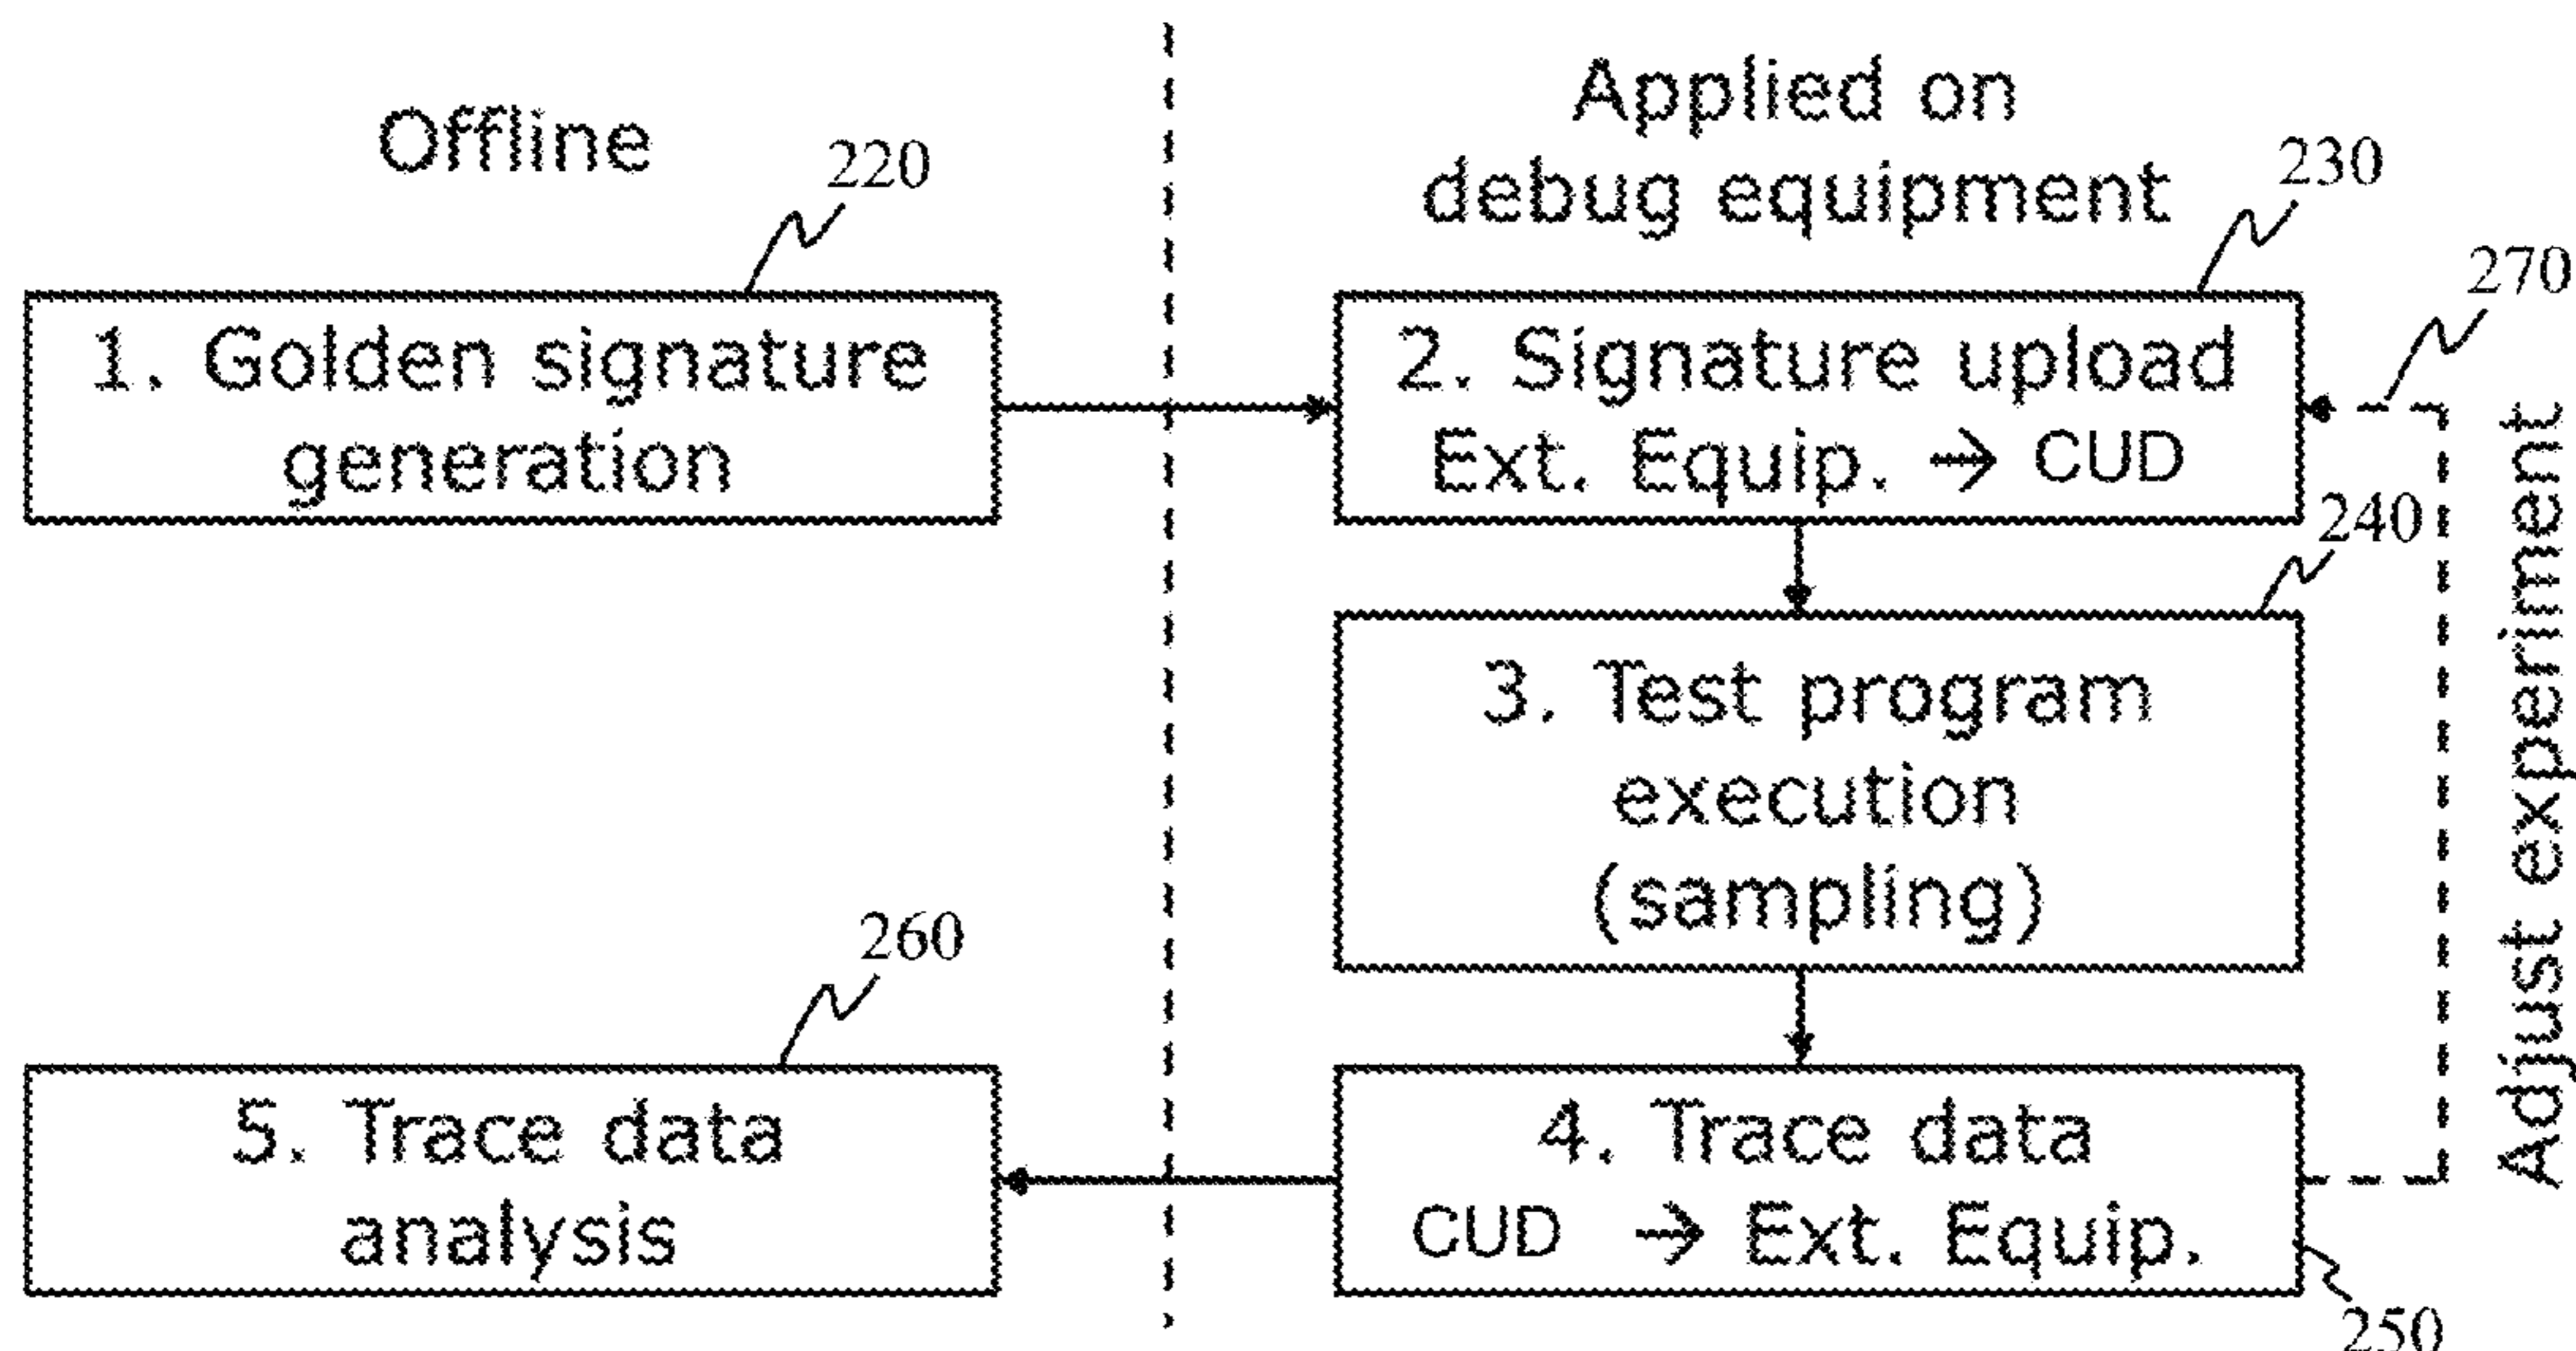 Offline
220
1. Golden signature
generation
Applied on
debug equipment
230
2. Signature upload
Ext. Equip. → CUD
270
240
3. Test program
execution
(sampling)
Adjust experiment
4. Trace data
CUD → Ext. Equip.
250
260
5. Trace data
analysis